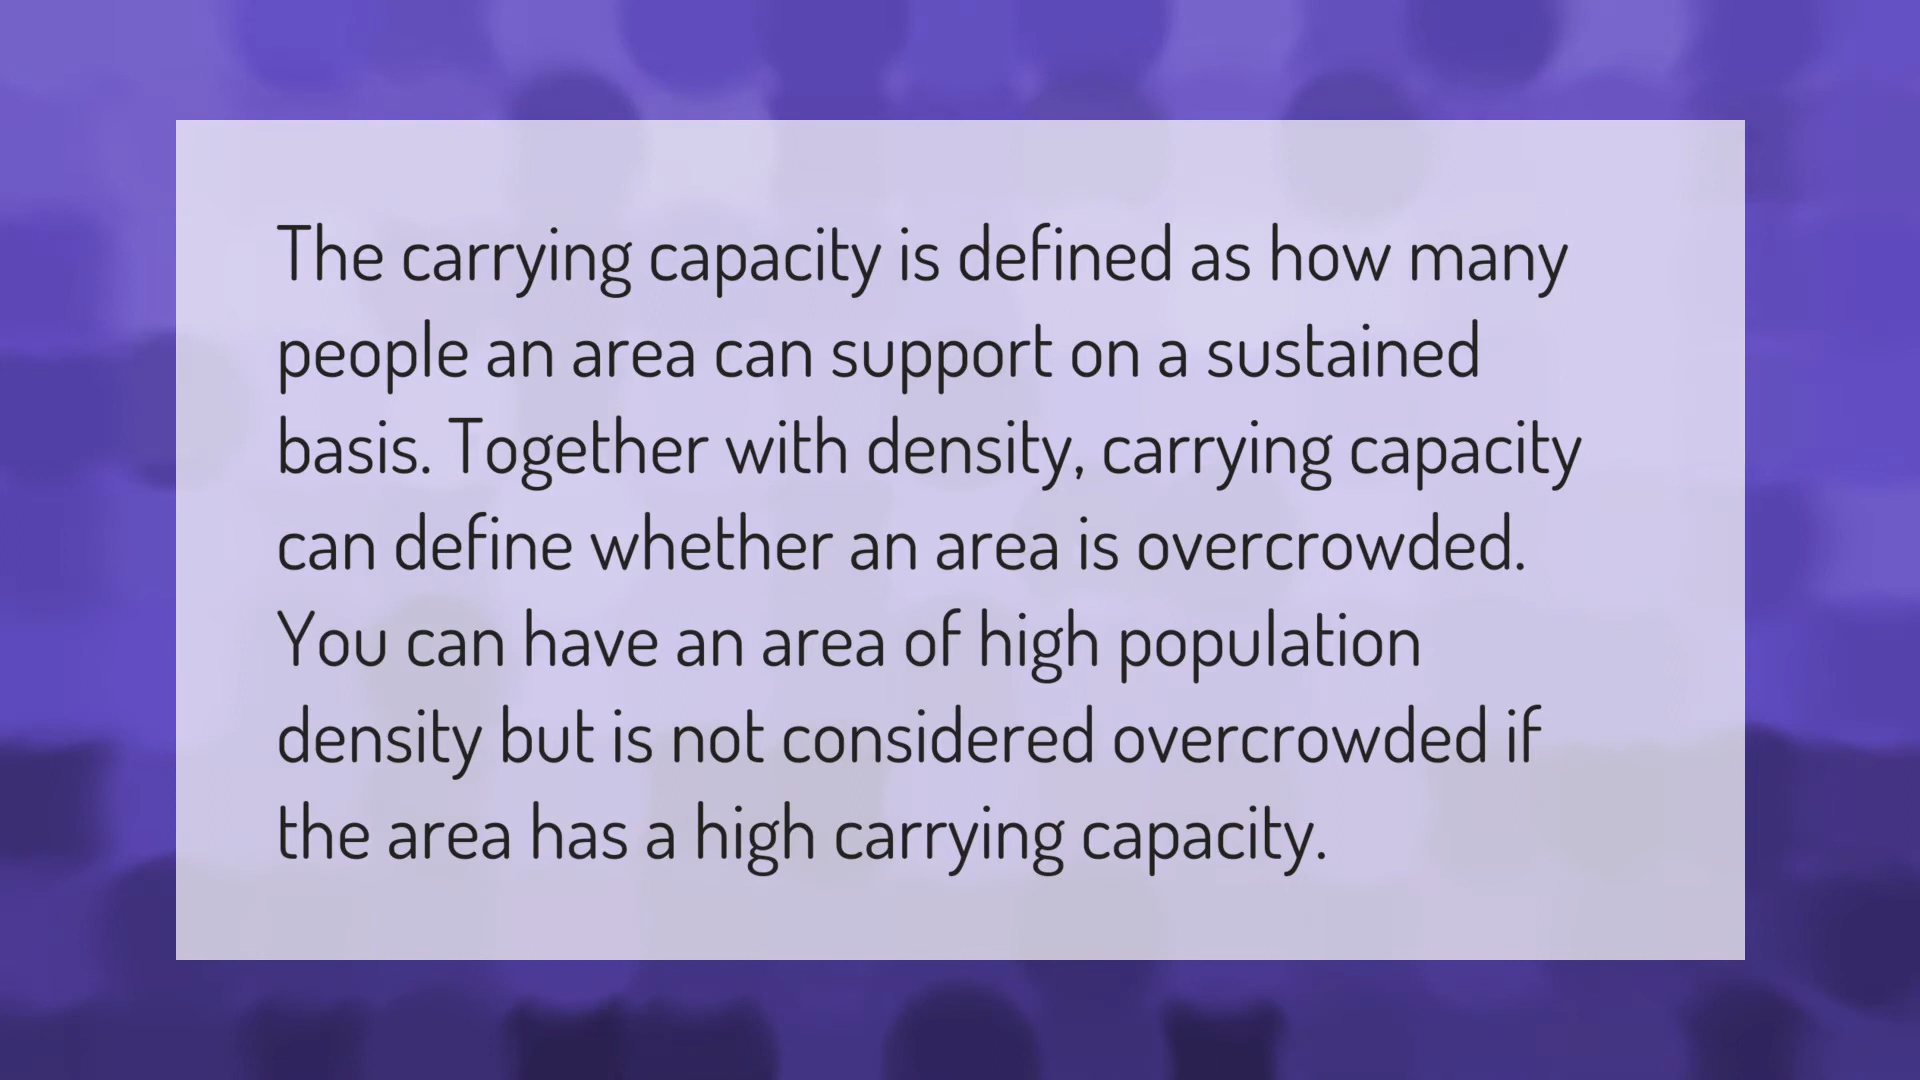 The carrying capacity is defined as how many
people an area can support on a sustained
basis. Together with density, carrying capacity
can define whether an area is overcrowded.
You can have an area of high population
density but is not considered overcrowded if
the area has a high carrying capacity.